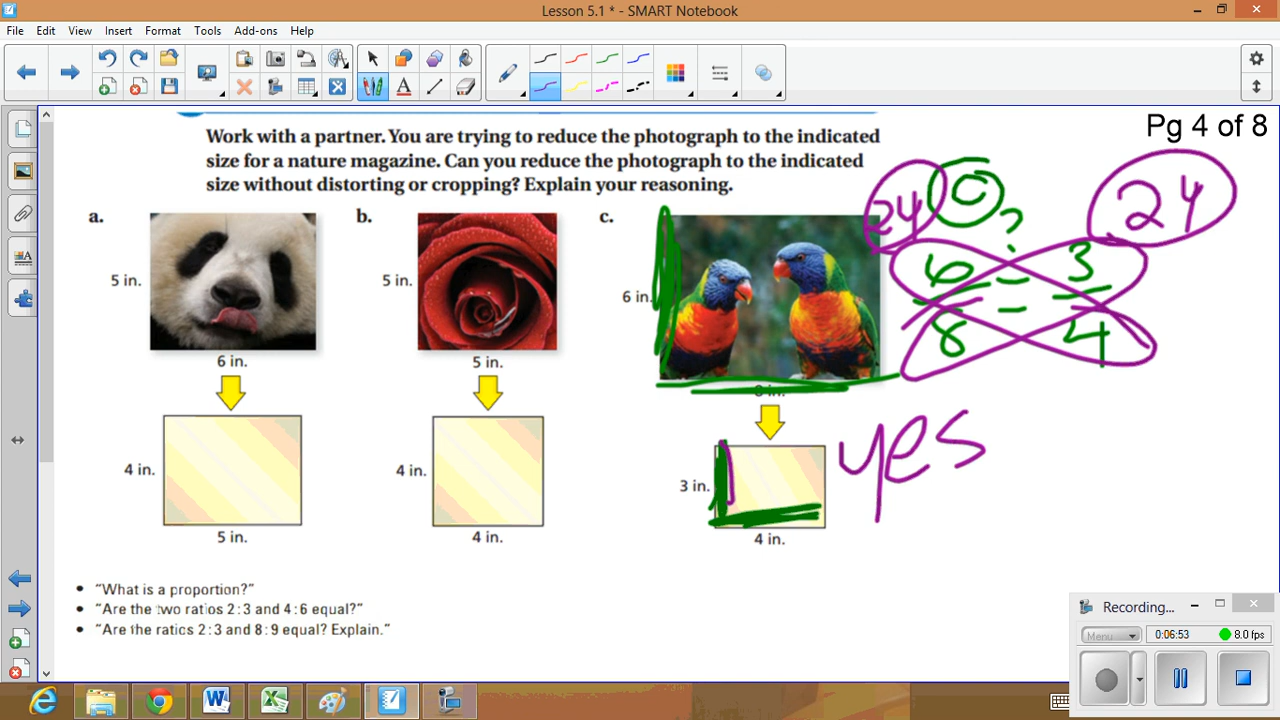 Lesson 5.1 * - SMART Notebook
File Edit View Insert Format Tools Add-ons Help
Pg 4 of 8
Work with a partner. You are trying to reduce the photograph to the indicated
size for a nature magazine. Can you reduce the photograph to the indicated
size without distorting or cropping? Explain your reasoning.
a. b. c.
24 ? 24
5 in. 5 in. 6 in.
6 = 3
8 4
6 in. 5 in. 8 in.
yes
4 in. 4 in. 3 in.
5 in. 4 in. 4 in.
• "What is a proportion?"
• "Are the two ratios 2:3 and 4:6 equal?"
• "Are the ratios 2:3 and 8:9 equal? Explain."
Recording...
Menu 0:06:53 8.0 fps